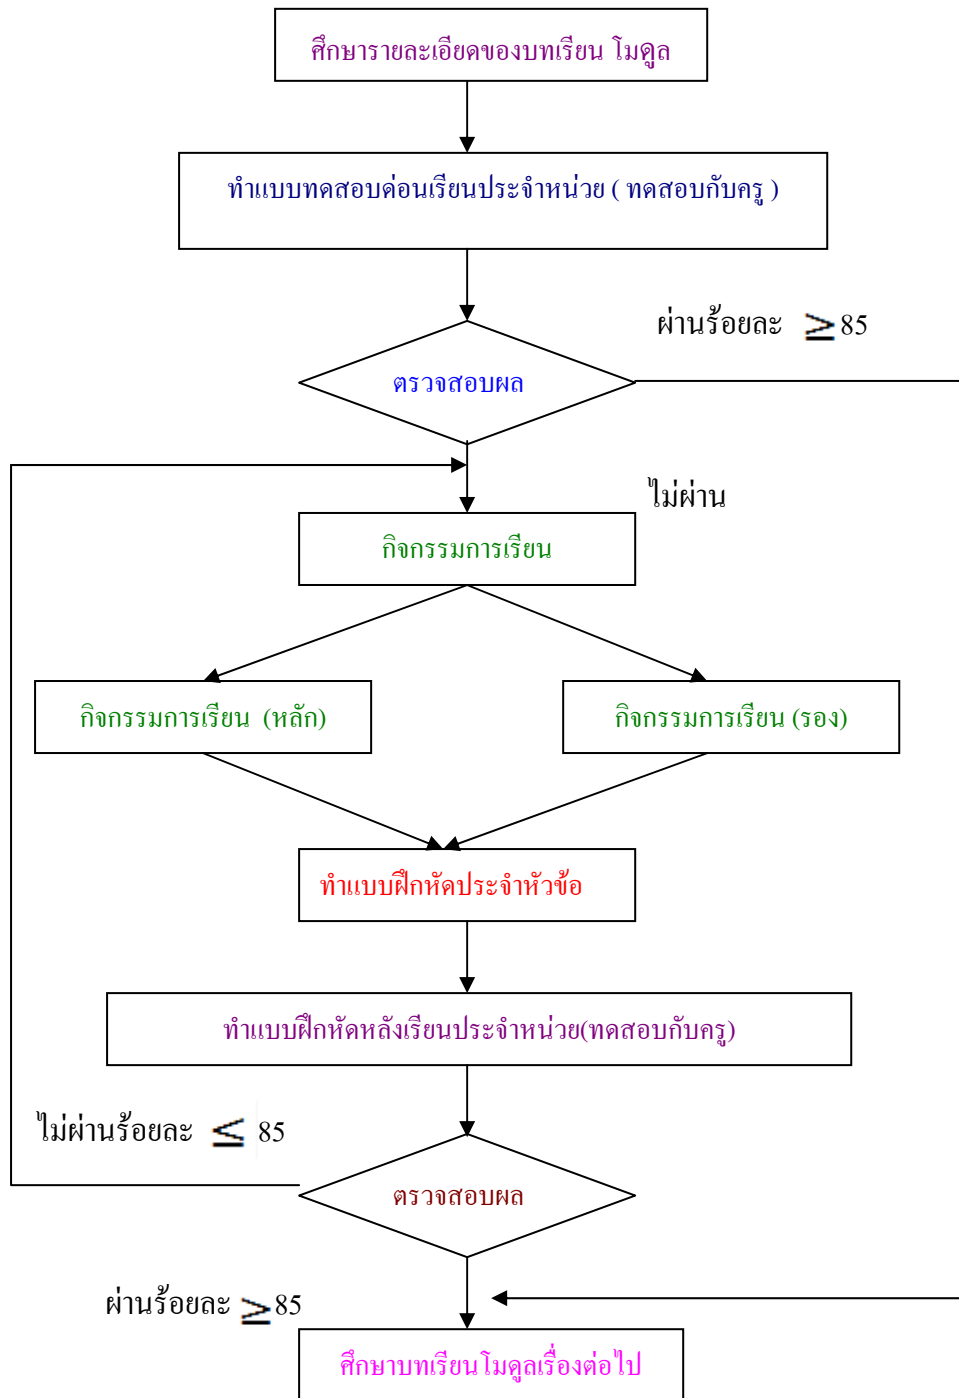 ศึกษารายละเอียดของบทเรียน โมดูล
ทำแบบทดสอบด่อนเรียนประจำหน่วย ( ทดสอบกับครู )
ผ่านร้อยละ ≥ 85
ตรวจสอบผล
ไม่ผ่าน
กิจกรรมการเรียน
กิจกรรมการเรียน (หลัก)
กิจกรรมการเรียน (รอง)
ทำแบบฝึกหัดประจำหัวข้อ
ทำแบบฝึกหัดหลังเรียนประจำหน่วย(ทดสอบกับครู)
ไม่ผ่านร้อยละ ≤ 85
ตรวจสอบผล
ผ่านร้อยละ ≥ 85
ศึกษาบทเรียนโมดูลเรื่องต่อไป